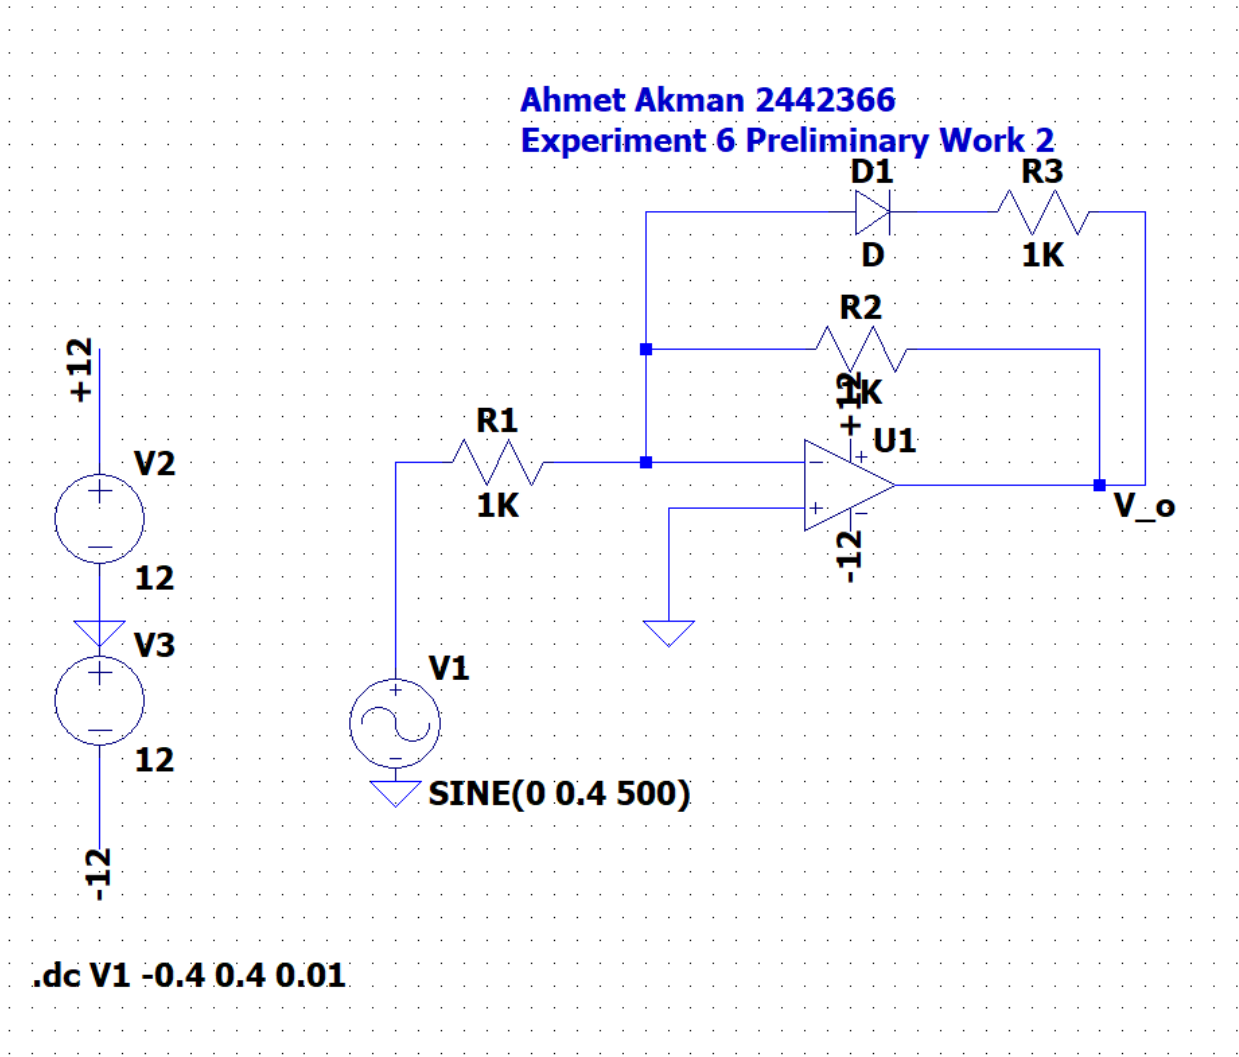 Ahmet Akman 2442366
Experiment 6 Preliminary Work 2
D1
R3
D
1K
R2
1K
+12
+12
U1
R1
1K
V2
12
V_o
-12
V3
12
V1
SINE(0 0.4 500)
-12
.dc V1 -0.4 0.4 0.01